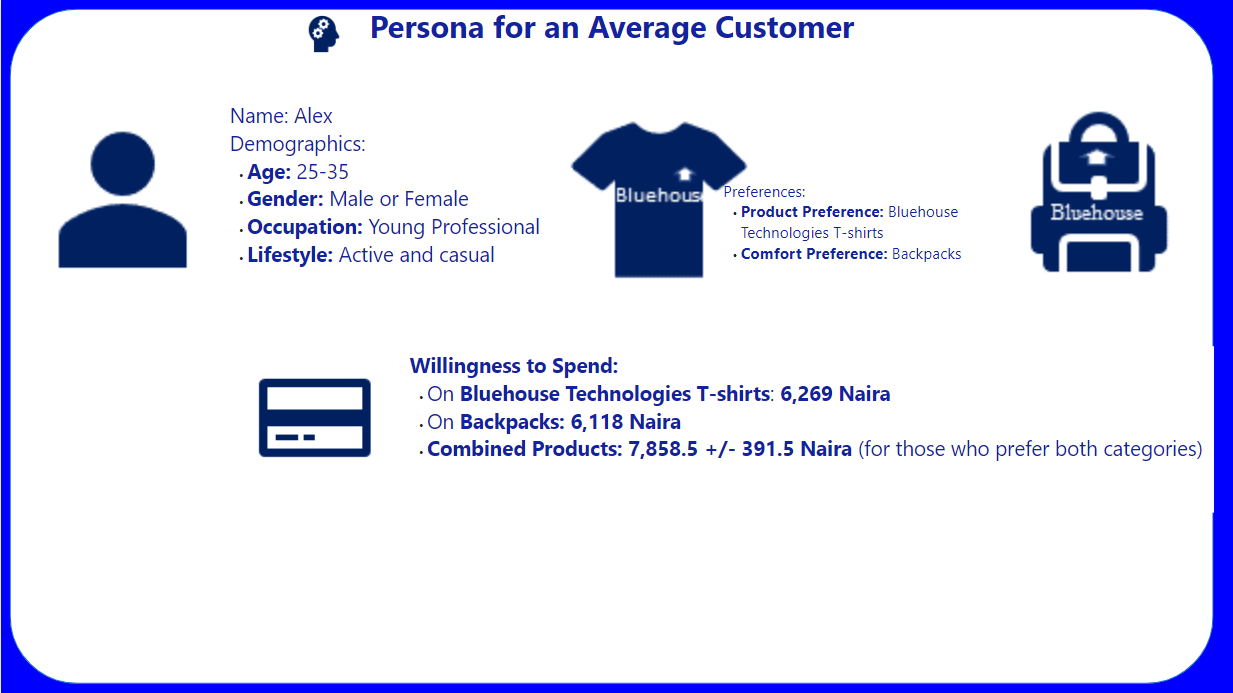 Persona for an Average Customer
Name: Alex
Demographics:
• Age: 25-35
• Gender: Male or Female
• Occupation: Young Professional
• Lifestyle: Active and casual
Bluehouse
Preferences:
• Product Preference: Bluehouse
Technologies T-shirts
• Comfort Preference: Backpacks
Bluehouse
Willingness to Spend:
• On Bluehouse Technologies T-shirts: 6,269 Naira
• On Backpacks: 6,118 Naira
• Combined Products: 7,858.5 +/- 391.5 Naira (for those who prefer both categories)